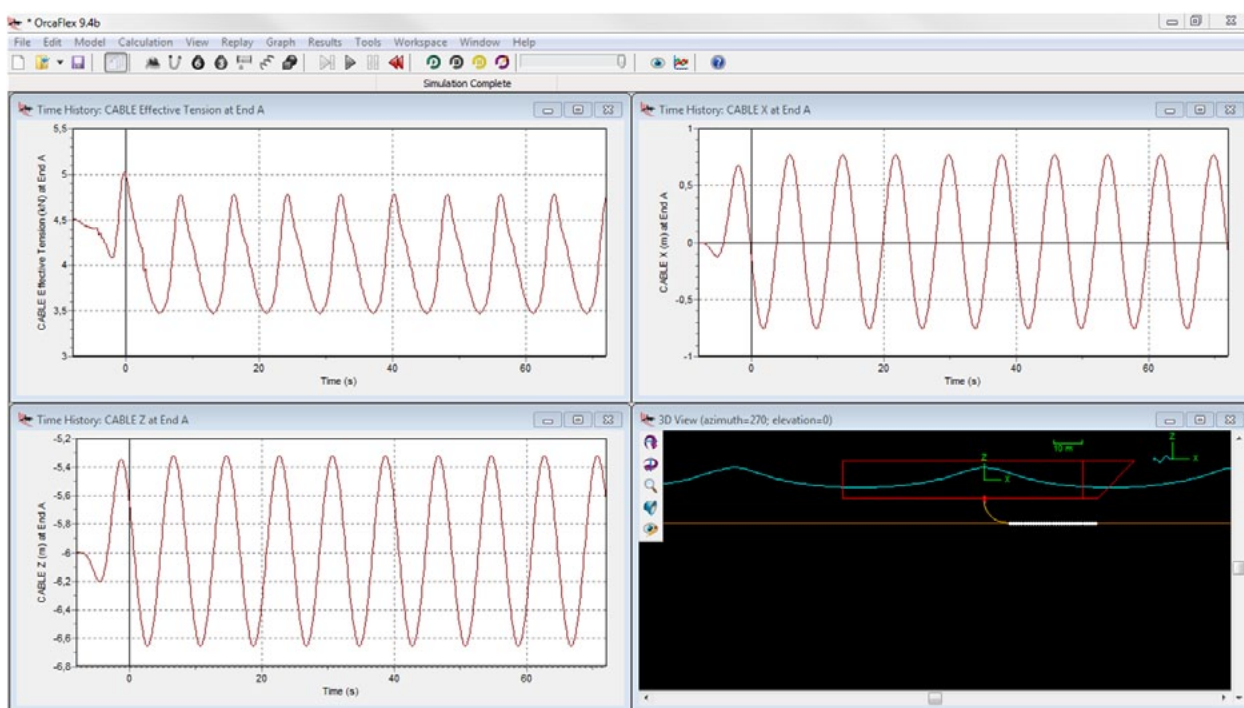 * OrcaFlex 9.4b
File Edit Model Calculation View Replay Graph Results Tools Workspace Window Help
Simulation Complete
Time History: CABLE Effective Tension at End A
CABLE Effective Tension (kN) at End A
5,5
5
4,5
4
3,5
3
0 20 40 60
Time (s)
Time History: CABLE X at End A
CABLE X (m) at End A
1
0,5
0
-0,5
-1
0 20 40 60
Time (s)
Time History: CABLE Z at End A
CABLE Z (m) at End A
-5,2
-5,4
-5,6
-5,8
-6
-6,2
-6,4
-6,6
-6,8
0 20 40 60
Time (s)
3D View (azimuth=270; elevation=0)
10 m
Z
X
Z
X